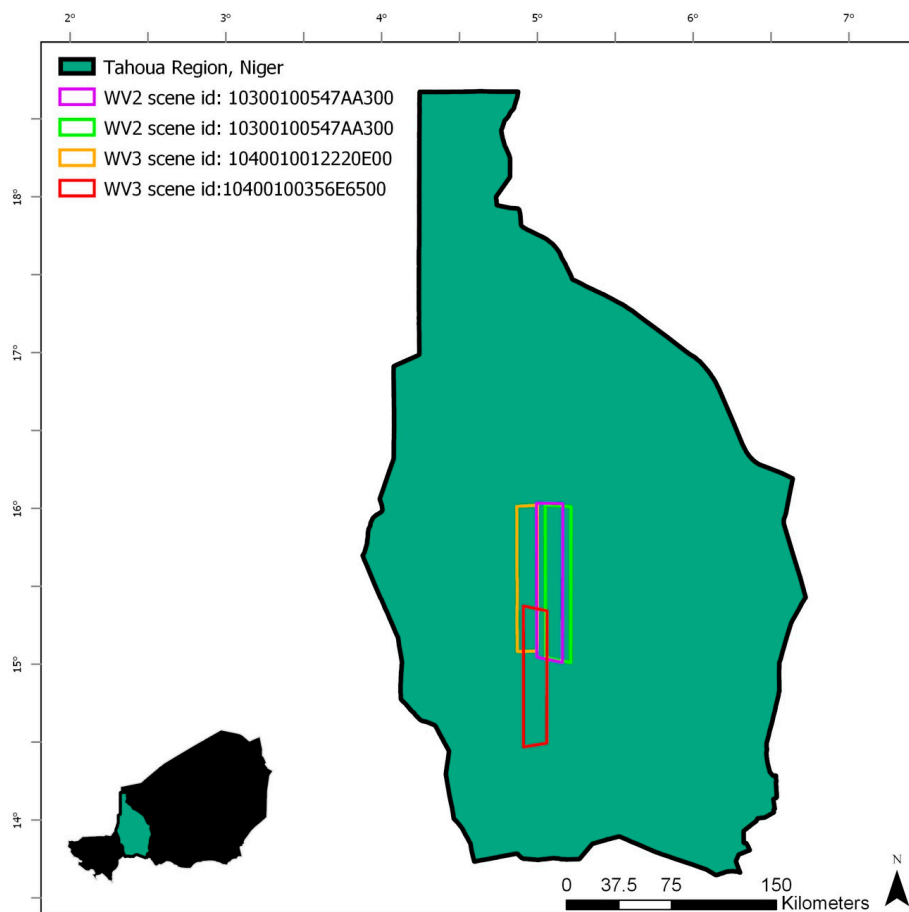 2° 3° 4° 5° 6° 7°
Tahoua Region, Niger
WV2 scene id: 10300100547AA300
WV2 scene id: 10300100547AA300
WV3 scene id: 1040010012220E00
WV3 scene id:10400100356E6500
18°
17°
16°
15°
14°
N
0 37.5 75 150
Kilometers